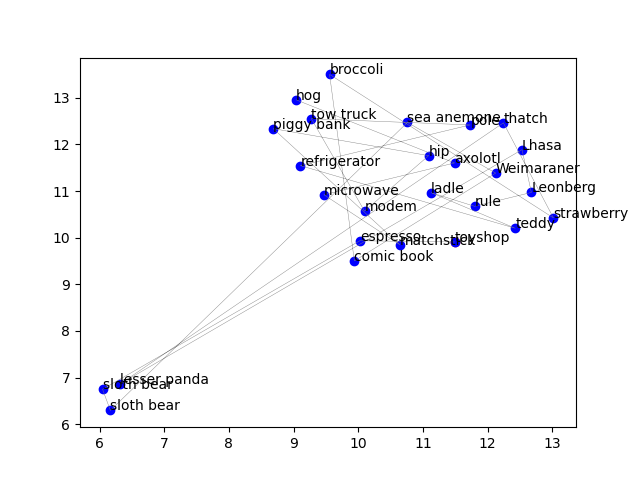 broccoli
hog
tow truck
piggy bank
sea anemone
pole
thatch
hip
axolotl
Lhasa
Weimaraner
refrigerator
microwave
modem
ladle
rule
Leonberg
strawberry
teddy
espresso
matchstick
toyshop
comic book
lesser panda
sloth bear
sloth bear
13
12
11
10
9
8
7
6
6 7 8 9 10 11 12 13